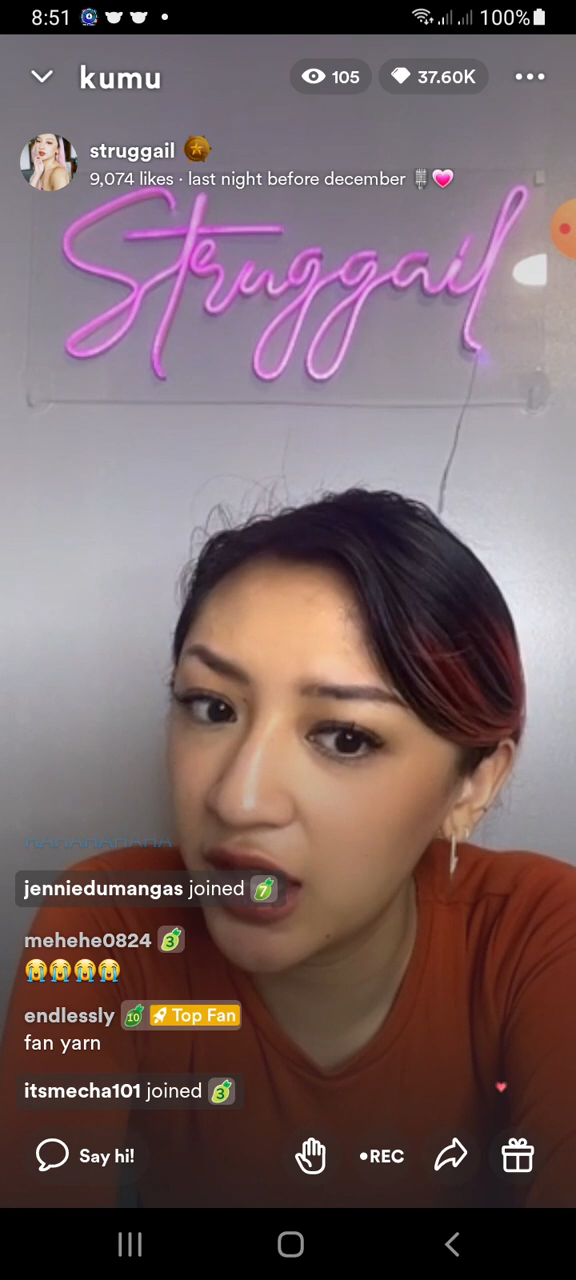 8:51
100%
kumu
105
37.60K
struggail
9,074 likes · last night before december 🗓️💗
Struggail
jenniedumangas joined 7
mehehe0824 3
😭😭😭😭
endlessly 10 🚀 Top Fan
fan yarn
itsmecha101 joined 3
Say hi!
•REC